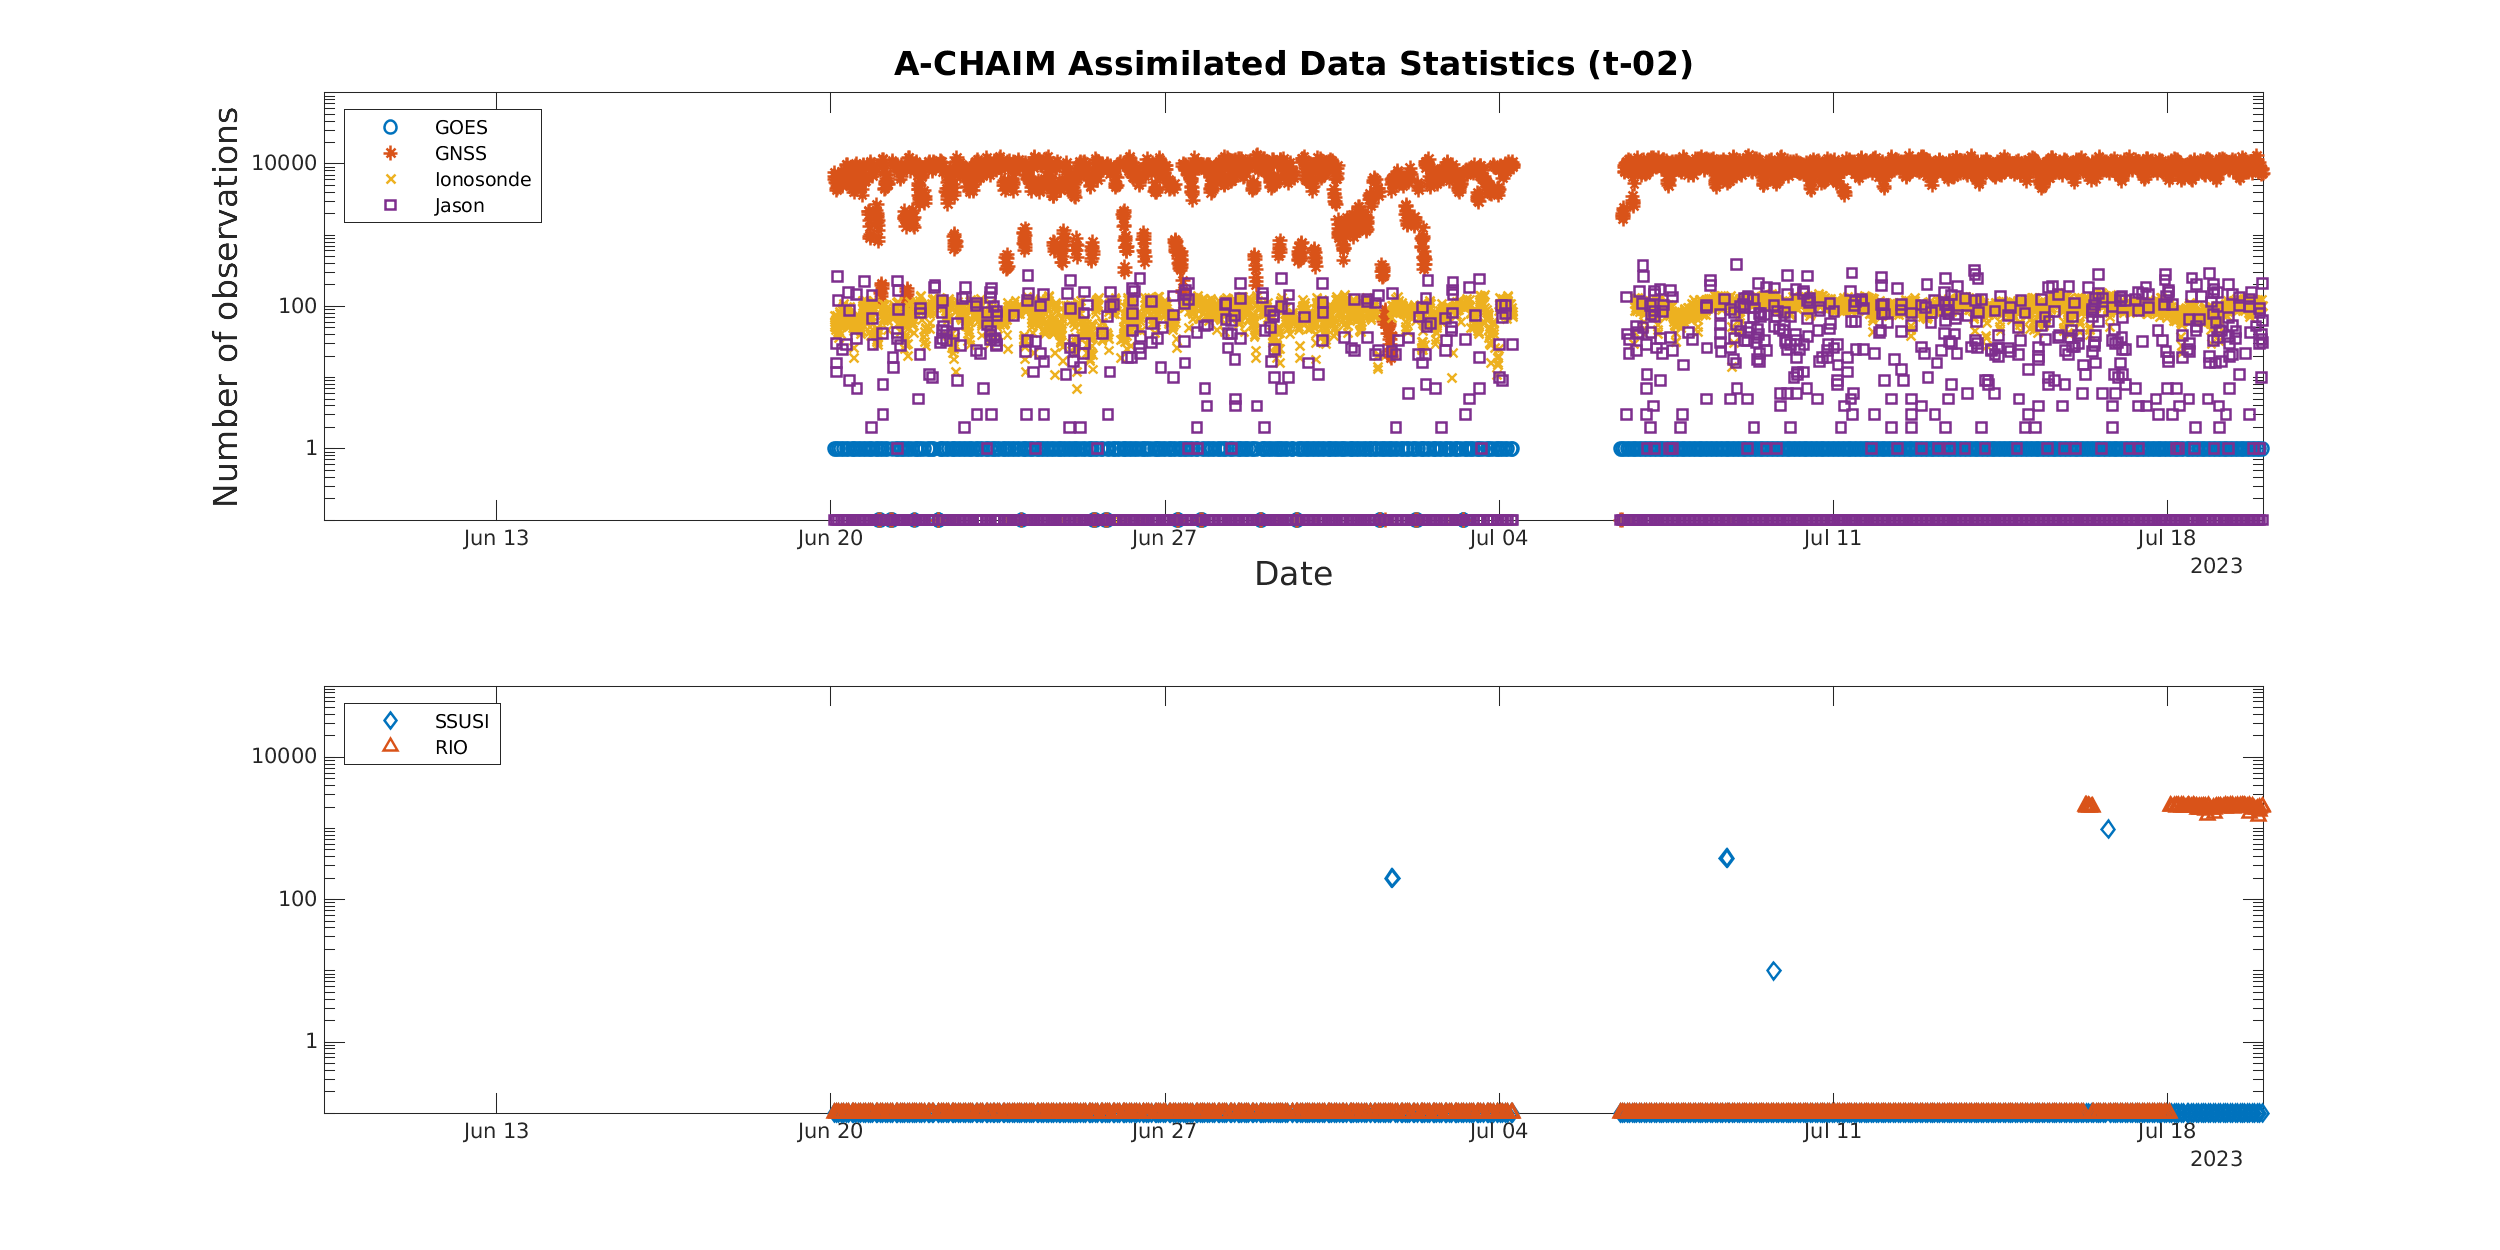 A-CHAIM Assimilated Data Statistics (t-02)
Number of observations
10000
100
1
GOES
GNSS
Ionosonde
Jason
Jun 13
Jun 20
Jun 27
Jul 04
Jul 11
Jul 18
2023
Date
10000
100
1
SSUSI
RIO
Jun 13
Jun 20
Jun 27
Jul 04
Jul 11
Jul 18
2023